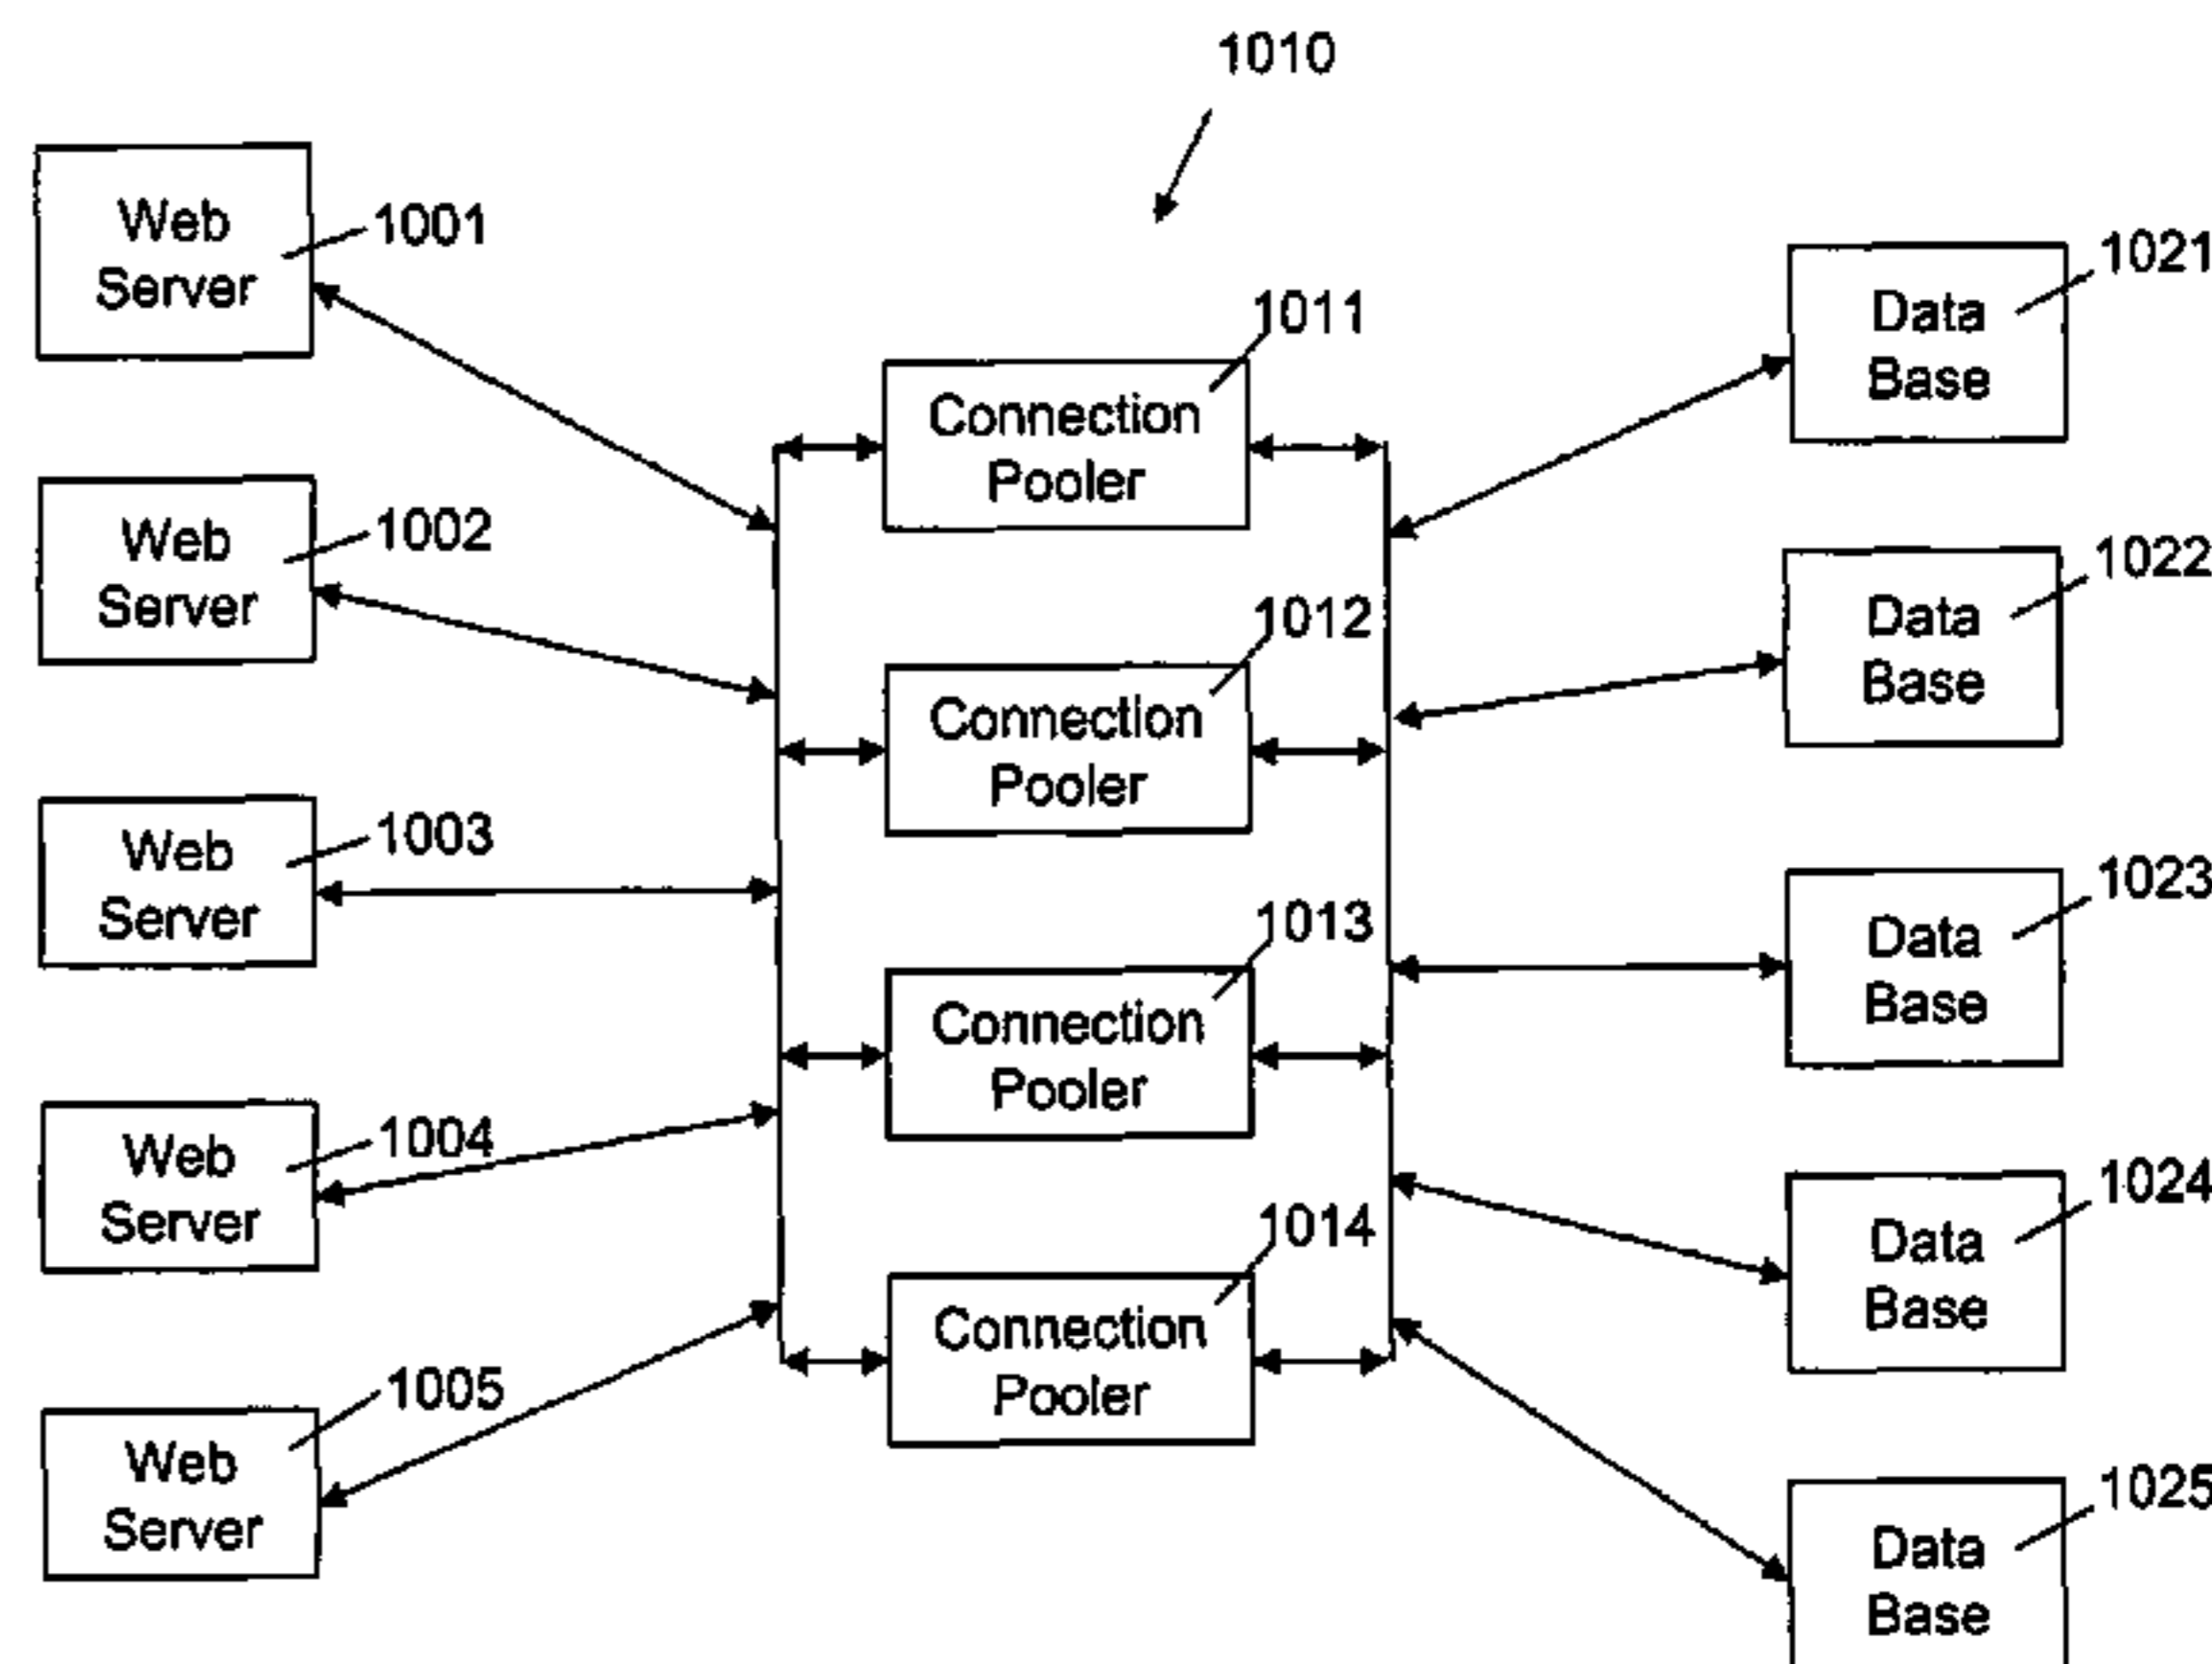 1010
Web
Server
1001
Web
Server
1002
Web
Server
1003
Web
Server
1004
Web
Server
1005
Connection
Pooler
1011
Connection
Pooler
1012
Connection
Pooler
1013
Connection
Pooler
1014
Data
Base
1021
Data
Base
1022
Data
Base
1023
Data
Base
1024
Data
Base
1025